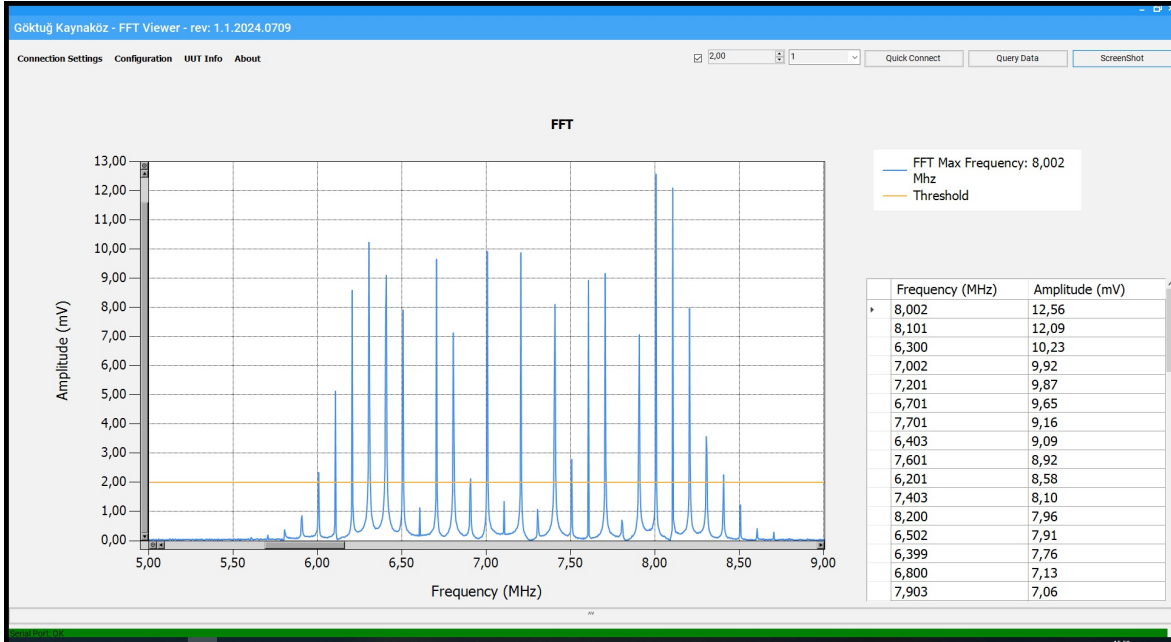 Göktuğ Kaynaköz - FFT Viewer - rev: 1.1.2024.0709
Connection Settings Configuration UUT Info About 2,00 1 Quick Connect Query Data ScreenShot
FFT
FFT Max Frequency: 8,002
Mhz
Threshold
Amplitude (mV)
13,00
12,00
11,00
10,00
9,00
8,00
7,00
6,00
5,00
4,00
3,00
2,00
1,00
0,00
5,00 5,50 6,00 6,50 7,00 7,50 8,00 8,50 9,00
Frequency (MHz)
Frequency (MHz) Amplitude (mV)
8,002 12,56
8,101 12,09
6,300 10,23
7,002 9,92
7,201 9,87
6,701 9,65
7,701 9,16
6,403 9,09
7,601 8,92
6,201 8,58
7,403 8,10
8,200 7,96
6,502 7,91
6,399 7,76
6,800 7,13
7,903 7,06
Serial Port: OK